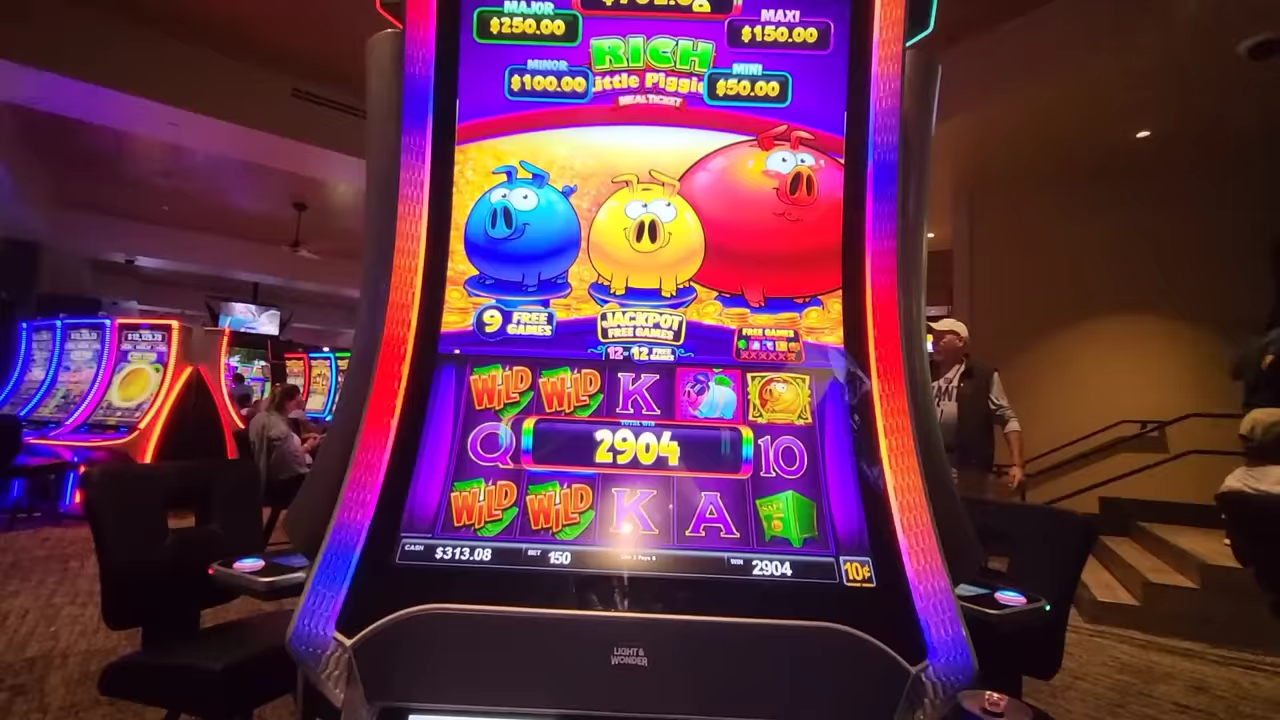 MAJOR
$250.00
MAXI
$150.00
RICH
Little Piggies
MEAL TICKET
MINOR
$100.00
MINI
$50.00
9 FREE GAMES
JACKPOT
FREE GAMES
12 - 12 FREE GAMES
FREE GAMES
WILD WILD K
Q TOTAL WIN 10
2904
WILD WILD K A SAFE
CASH $313.08 BET 150 WIN 2904 10¢
LIGHT &
WONDER